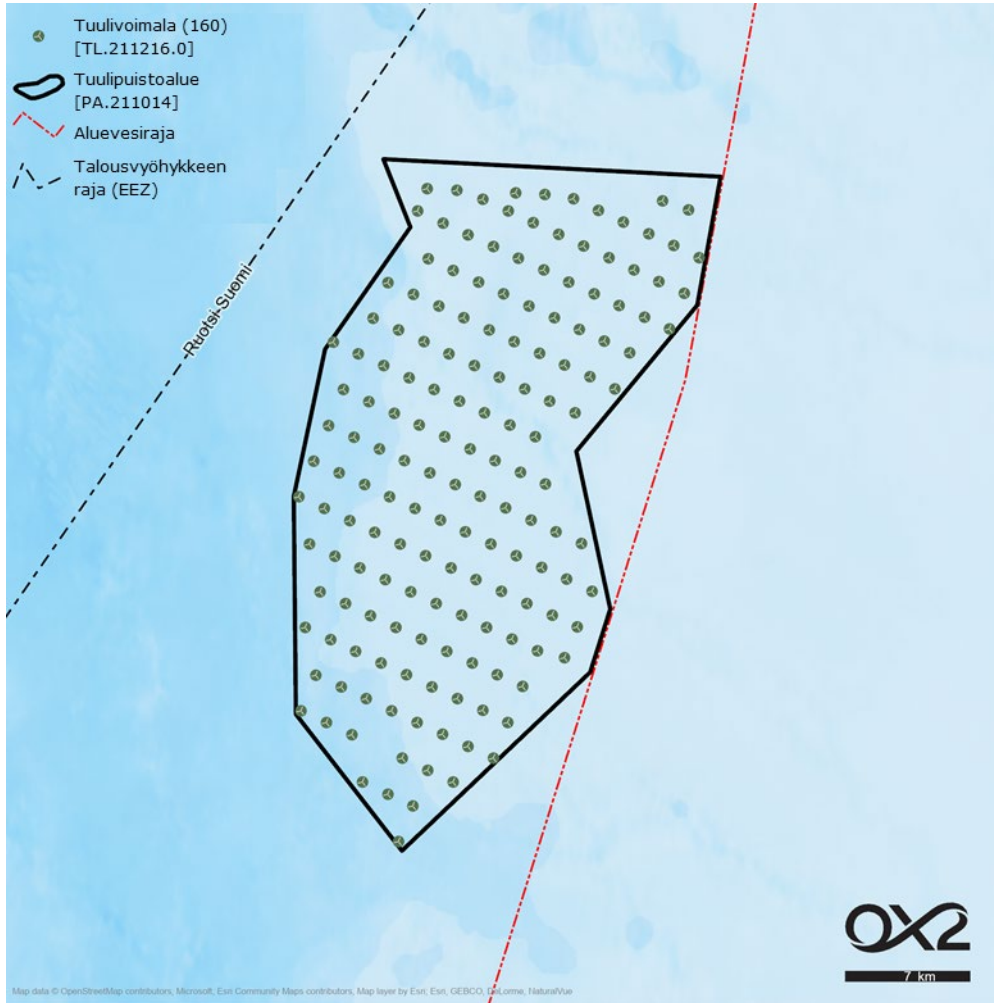 Tuulivoimala (160)
[TL.211216.0]
Tuulipuistoalue
[PA.211014]
Aluevesiraja
Talousvyöhykkeen
raja (EEZ)
Ruotsi-Suomi
OX2
7 km
Map data © OpenStreetMap contributors, Microsoft, Esri Community Maps contributors, Map layer by Esri; Esri, GEBCO, DeLorme, NaturalVue